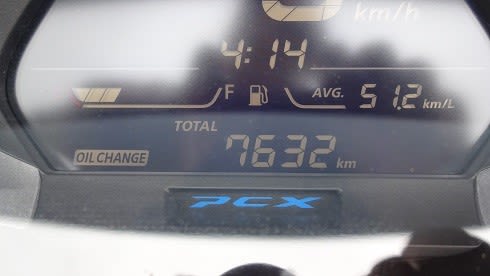 km/h
4:14
F AVG. 51.2 km/L
TOTAL
OIL CHANGE 7632 km
PCX